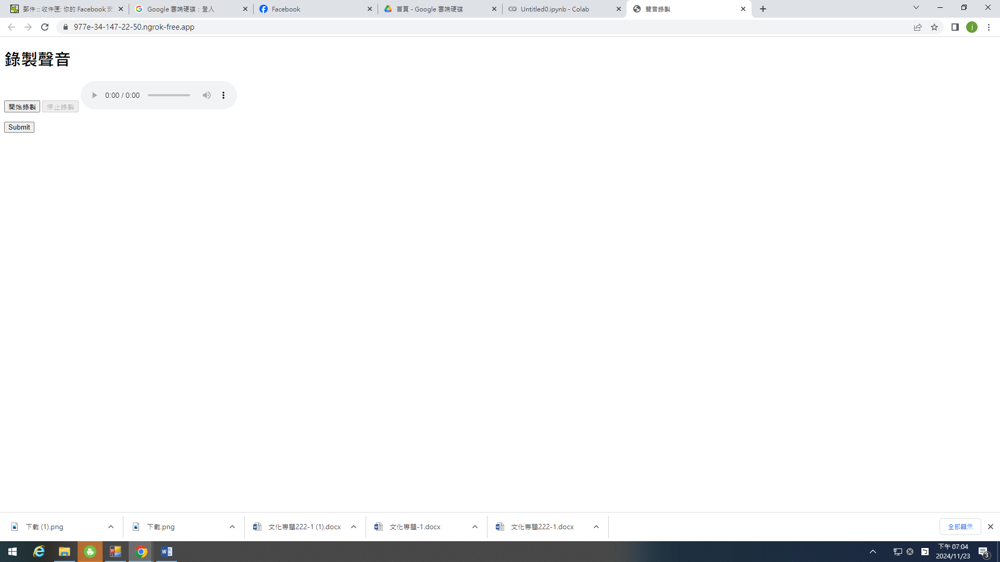 郵件 :: 收件匣: 你的 Facebook 安
Google 雲端硬碟：登入
Facebook
首頁 - Google 雲端硬碟
Untitled0.ipynb - Colab
聲音錄製
977e-34-147-22-50.ngrok-free.app
j
錄製聲音
0:00 / 0:00
開始錄製
停止錄製
Submit
下載 (1).png
下載.png
文化專題222-1 (1).docx
文化專題-1.docx
文化專題222-1.docx
全部顯示
下午 07:04
2024/11/23
3